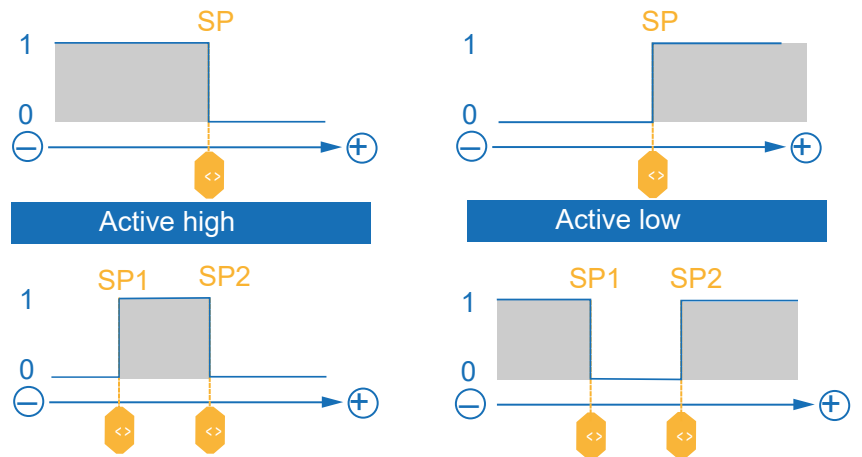 SP
1
0
− +
<>
Active high
SP
1
0
− +
<>
Active low
SP1 SP2
1
0
− +
<> <>
SP1 SP2
1
0
− +
<> <>